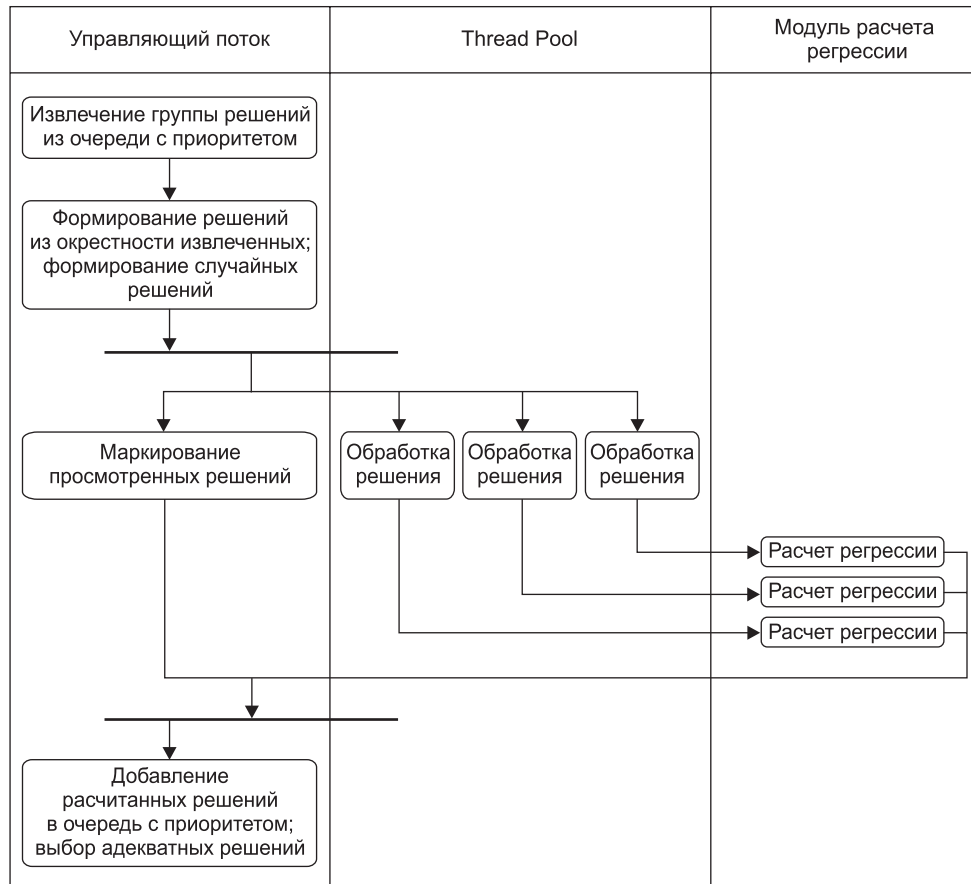 Управляющий поток
Thread Pool
Модуль расчета
регрессии
Извлечение группы решений
из очереди с приоритетом
Формирование решений
из окрестности извлеченных;
формирование случайных
решений
Маркирование
просмотренных решений
Обработка
решения
Обработка
решения
Обработка
решения
Расчет регрессии
Расчет регрессии
Расчет регрессии
Добавление
расчитанных решений
в очередь с приоритетом;
выбор адекватных решений